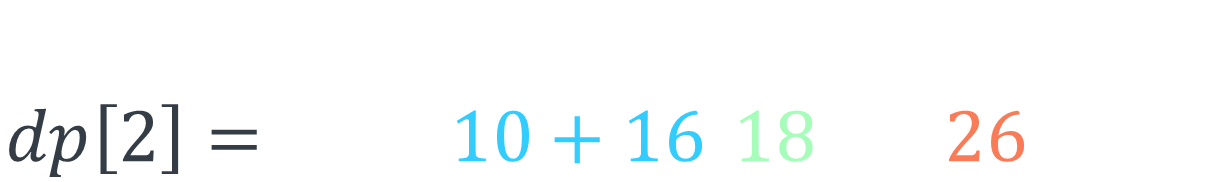 dp[2] = 10 + 16 18 26